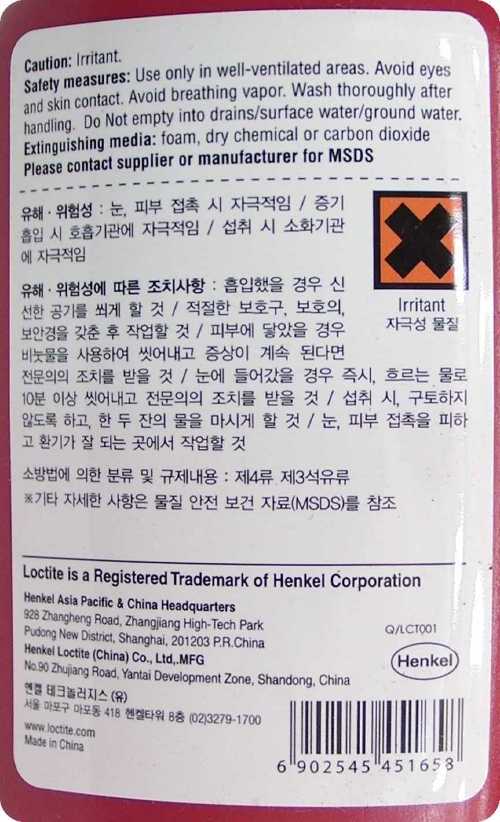 Caution: Irritant.
Safety measures: Use only in well-ventilated areas. Avoid eyes
and skin contact. Avoid breathing vapor. Wash thoroughly after
handling. Do Not empty into drains/surface water/ground water.
Extinguishing media: foam, dry chemical or carbon dioxide
Please contact supplier or manufacturer for MSDS
유해·위험성 : 눈, 피부 접촉 시 자극적임 / 증기
흡입 시 호흡기관에 자극적임 / 섭취 시 소화기관
에 자극적임
Irritant
자극성 물질
유해·위험성에 따른 조치사항 : 흡입했을 경우 신
선한 공기를 쐬게 할 것 / 적절한 보호구, 보호의,
보안경을 갖춘 후 작업할 것 / 피부에 닿았을 경우
비눗물을 사용하여 씻어내고 증상이 계속 된다면
전문의의 조치를 받을 것 / 눈에 들어갔을 경우 즉시, 흐르는 물로
10분 이상 씻어내고 전문의의 조치를 받을 것 / 섭취 시, 구토하지
않도록 하고, 한 두 잔의 물을 마시게 할 것 / 눈, 피부 접촉을 피하
고 환기가 잘 되는 곳에서 작업할 것
소방법에 의한 분류 및 규제내용 : 제4류 제3석유류
※기타 자세한 사항은 물질 안전 보건 자료(MSDS)를 참조
Loctite is a Registered Trademark of Henkel Corporation
Henkel Asia Pacific & China Headquarters
928 Zhangheng Road, Zhangjiang High-Tech Park
Pudong New District, Shanghai, 201203 P.R.China
Q/LCT001
Henkel Loctite (China) Co., Ltd,.MFG
Henkel
No.90 Zhujiang Road, Yantai Development Zone, Shandong, China
헨켈 테크놀러지스 (유)
서울 마포구 마포동 418 헨켈타워 8층 (02)3279-1700
www.loctite.com
Made in China
6 902545 451658